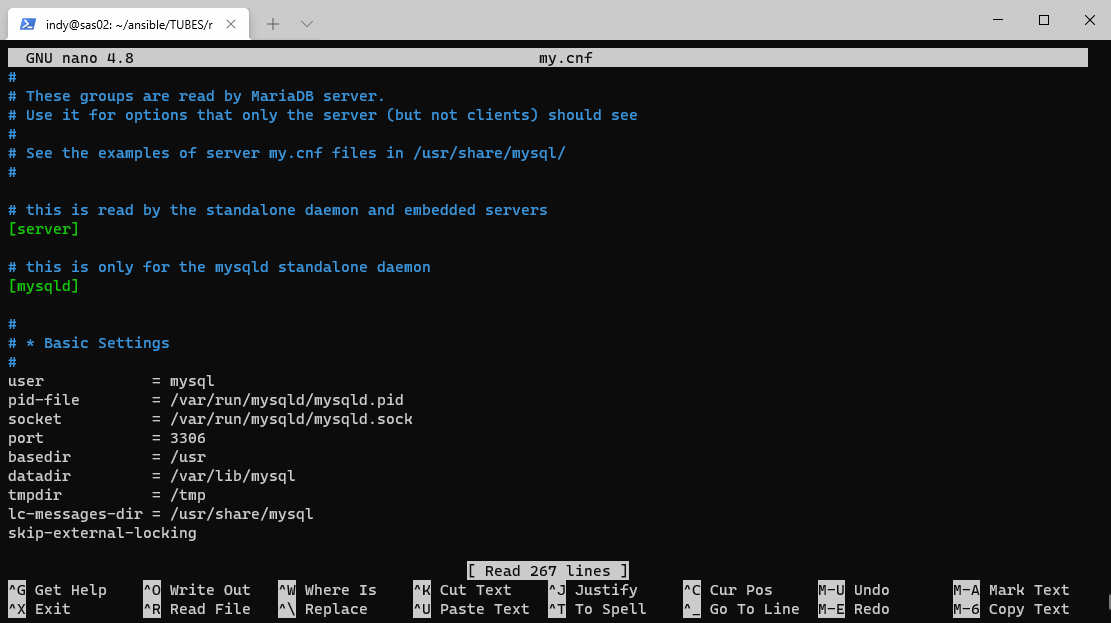 indy@sas02: ~/ansible/TUBES/r
GNU nano 4.8 my.cnf
#
# These groups are read by MariaDB server.
# Use it for options that only the server (but not clients) should see
#
# See the examples of server my.cnf files in /usr/share/mysql/
#
# this is read by the standalone daemon and embedded servers
[server]
# this is only for the mysqld standalone daemon
[mysqld]
#
# * Basic Settings
#
user = mysql
pid-file = /var/run/mysqld/mysqld.pid
socket = /var/run/mysqld/mysqld.sock
port = 3306
basedir = /usr
datadir = /var/lib/mysql
tmpdir = /tmp
lc-messages-dir = /usr/share/mysql
skip-external-locking
[ Read 267 lines ]
^G Get Help ^O Write Out ^W Where Is ^K Cut Text ^J Justify ^C Cur Pos M-U Undo M-A Mark Text
^X Exit ^R Read File ^\ Replace ^U Paste Text ^T To Spell ^_ Go To Line M-E Redo M-6 Copy Text